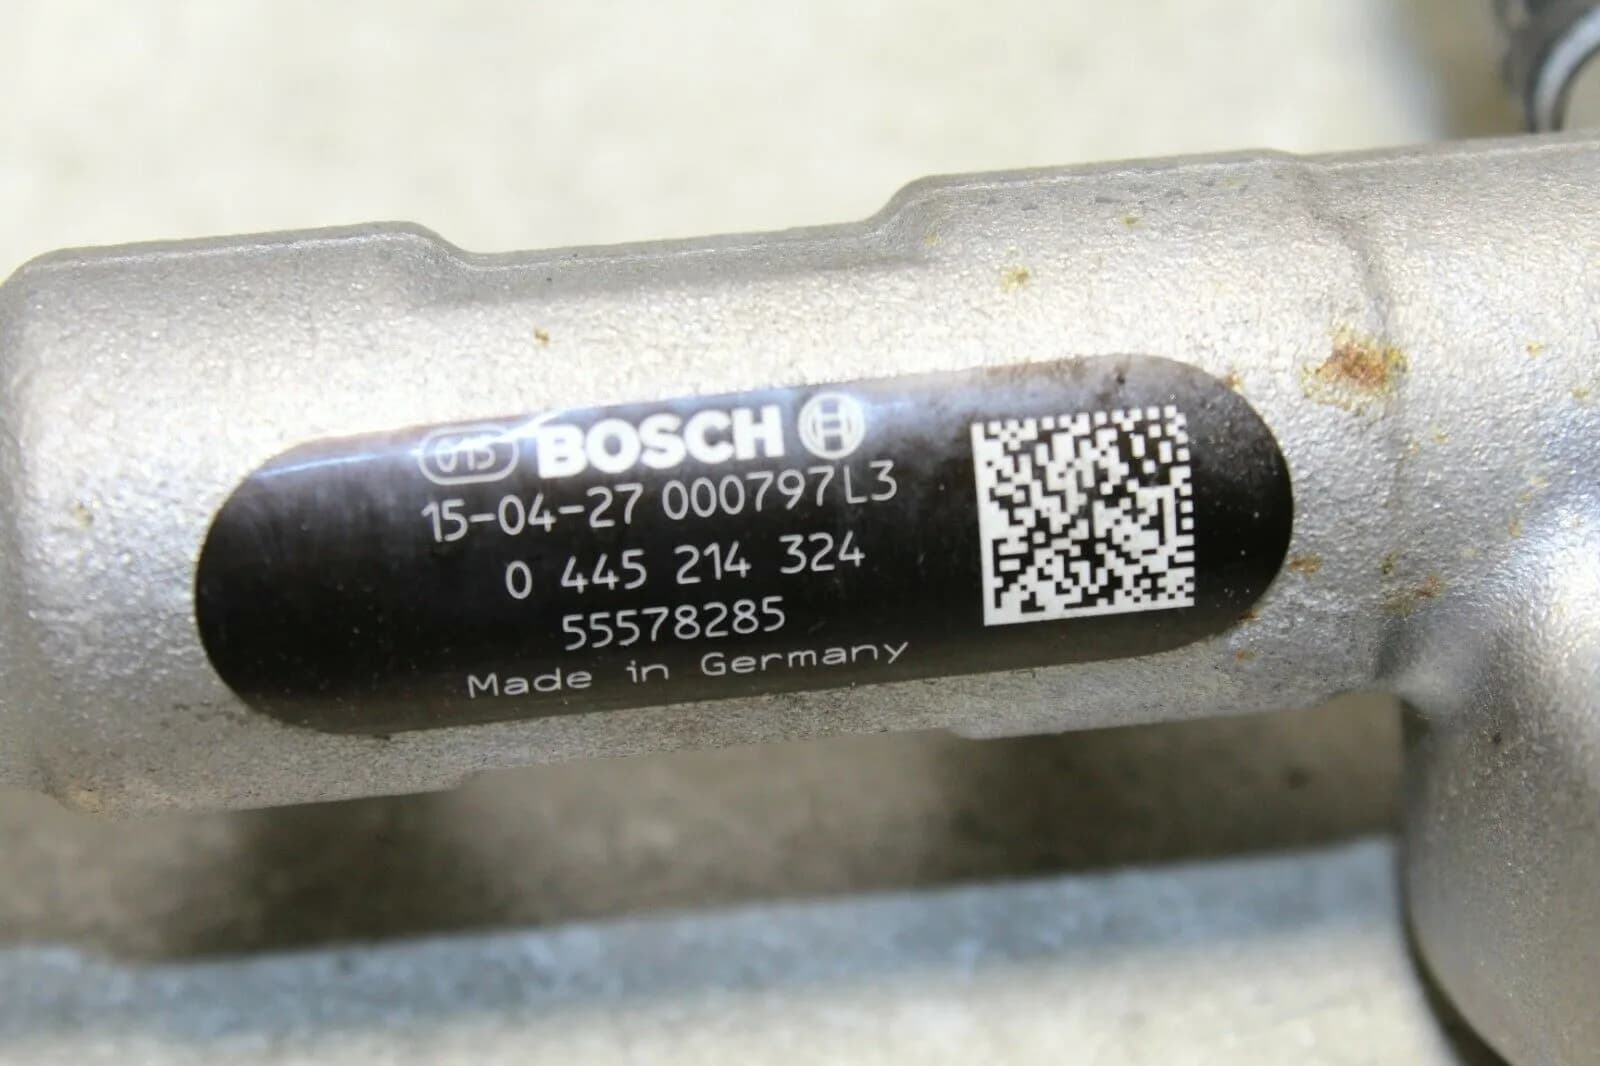 015 BOSCH
15-04-27 000797L3
0 445 214 324
55578285
Made in Germany